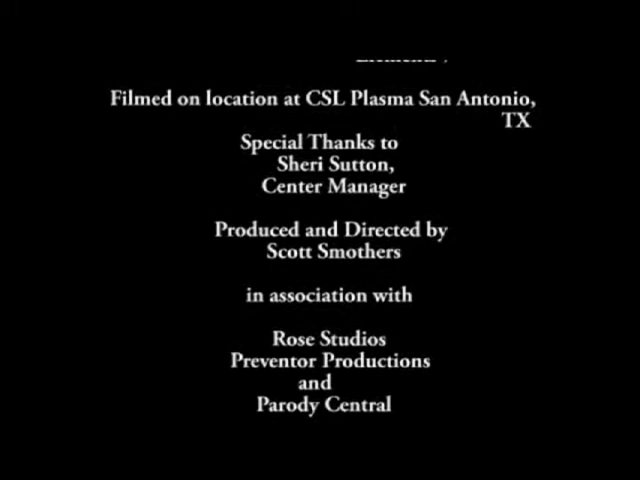 Filmed on location at CSL Plasma San Antonio,
TX
Special Thanks to
Sheri Sutton,
Center Manager
Produced and Directed by
Scott Smothers
in association with
Rose Studios
Preventor Productions
and
Parody Central